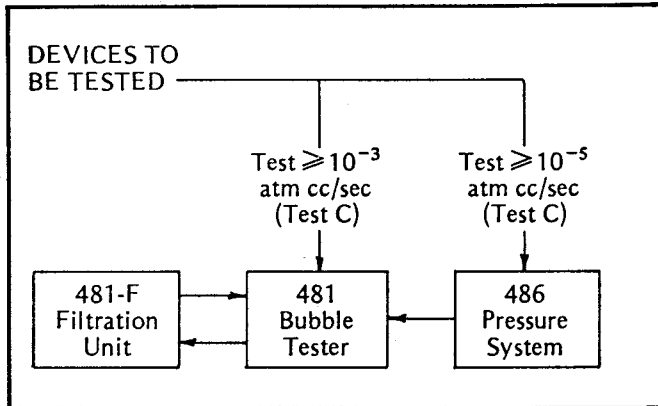 DEVICES TO
BE TESTED
Test ⩾ 10⁻³
atm cc/sec
(Test C)
Test ⩾ 10⁻⁵
atm cc/sec
(Test C)
481-F
Filtration
Unit
481
Bubble
Tester
486
Pressure
System